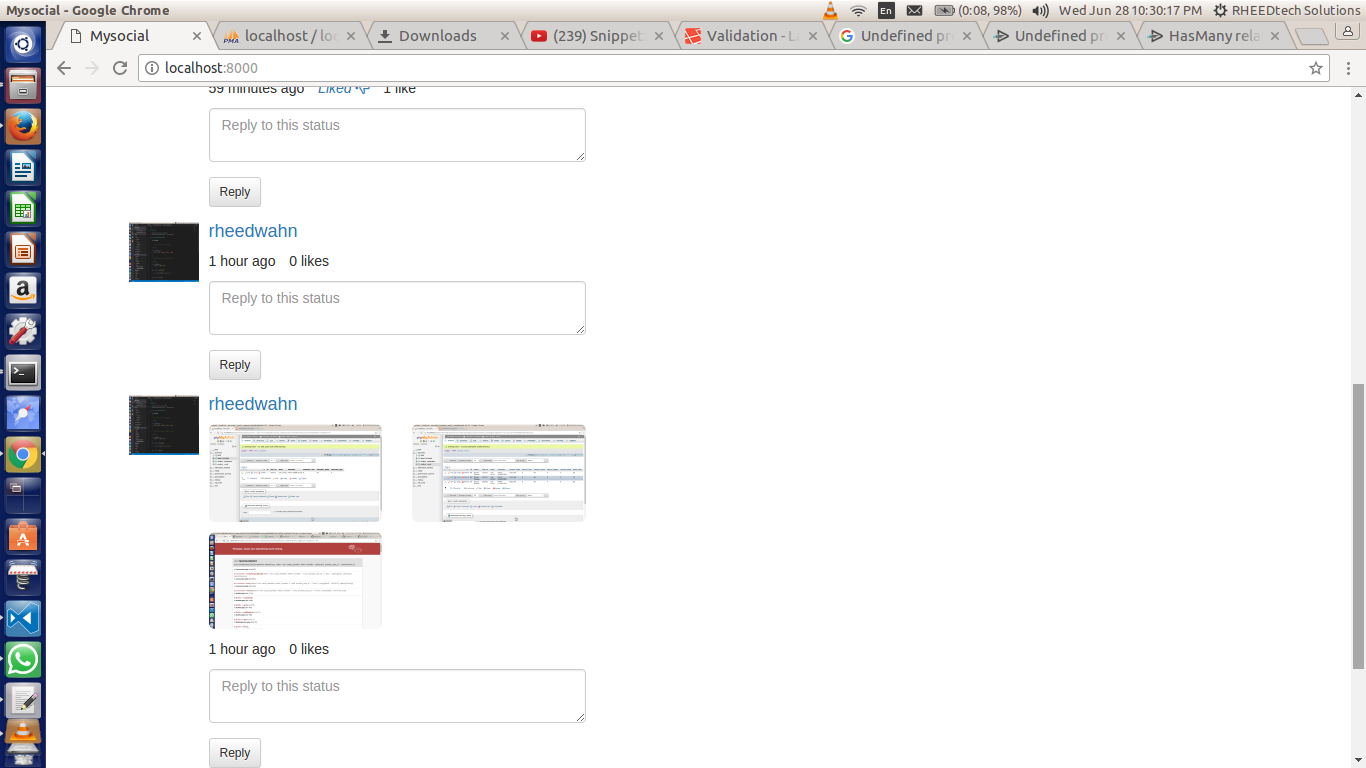 Mysocial - Google Chrome
En
(0:08, 98%)
Wed Jun 28 10:30:17 PM
RHEEDtech Solutions
Mysocial
PMA
localhost / loc
Downloads
(239) Snippet
Validation - La
Undefined pr
Undefined pr
HasMany rela
localhost:8000
59 minutes ago Liked 1 like
Reply to this status
Reply
rheedwahn
1 hour ago 0 likes
Reply to this status
Reply
rheedwahn
1 hour ago 0 likes
Reply to this status
Reply